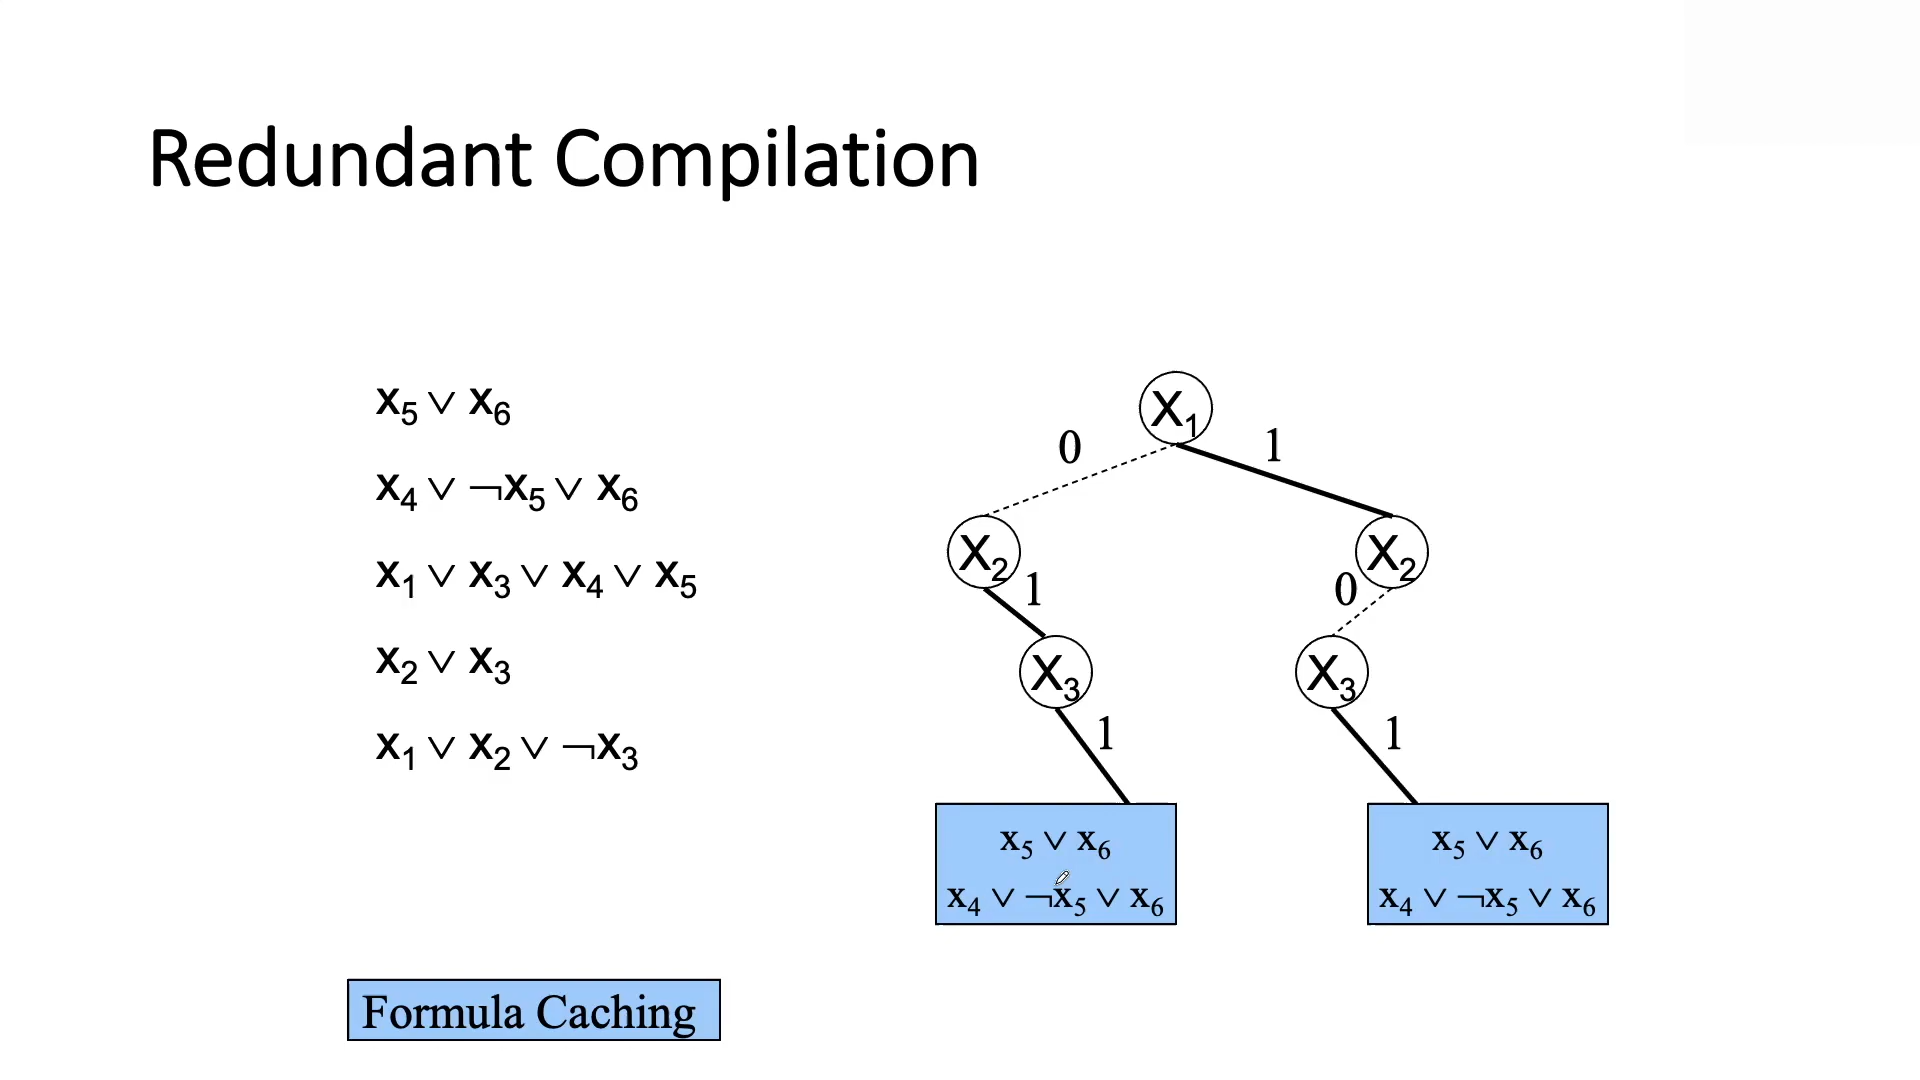 Redundant Compilation
x₅ ∨ x₆
x₄ ∨ ¬x₅ ∨ x₆
x₁ ∨ x₃ ∨ x₄ ∨ x₅
x₂ ∨ x₃
x₁ ∨ x₂ ∨ ¬x₃
X₁
0 1
X₂ X₂
1 0
X₃ X₃
1 1
x₅ ∨ x₆
x₄ ∨ ¬x₅ ∨ x₆
x₅ ∨ x₆
x₄ ∨ ¬x₅ ∨ x₆
Formula Caching